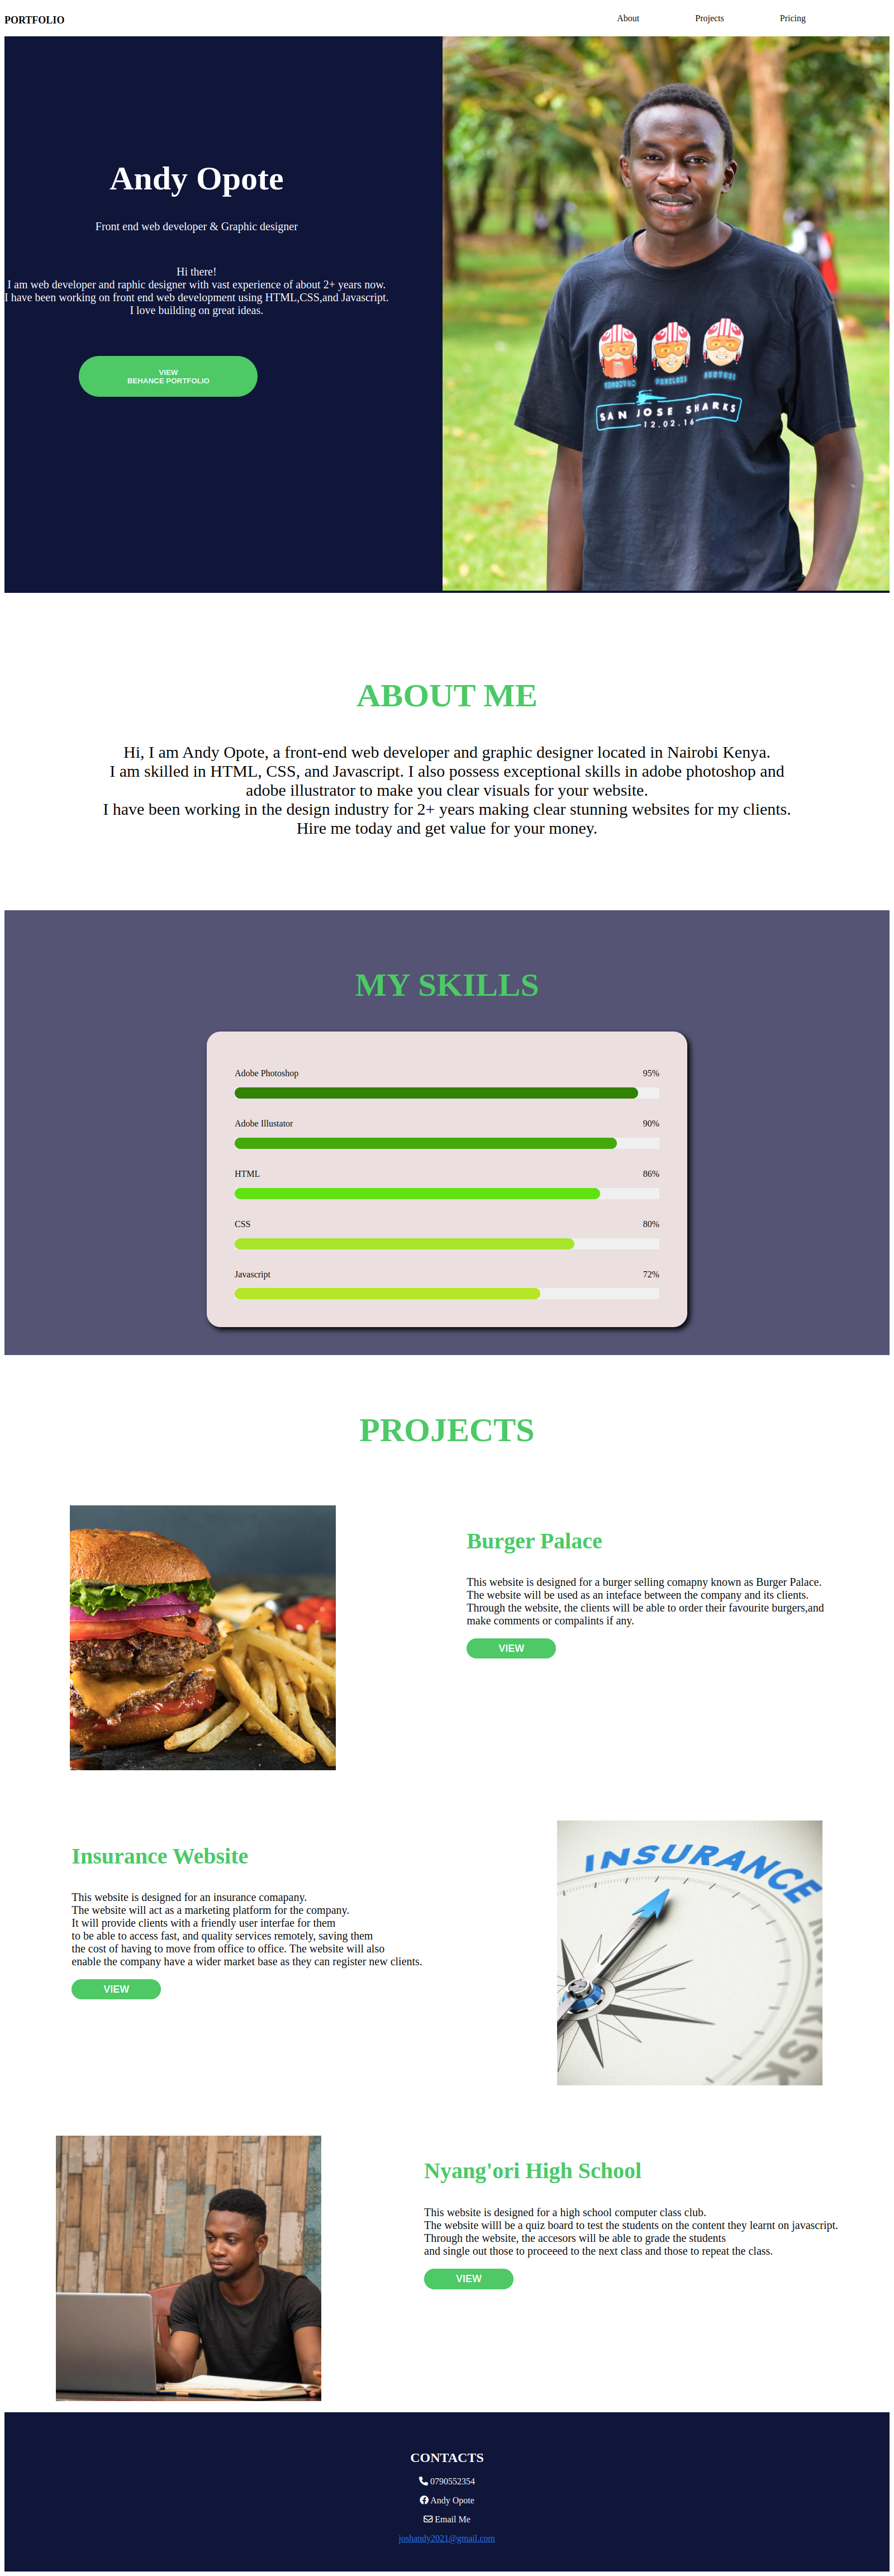 PORTFOLIO
About
Projects
Pricing
Andy Opote
Front end web developer & Graphic designer
Hi there!
I am web developer and raphic designer with vast experience of about 2+ years now.
I have been working on front end web development using HTML,CSS,and Javascript.
I love building on great ideas.
VIEW
BEHANCE PORTFOLIO
SAN JOSE SHARKS
12.02.16
ABOUT ME
Hi, I am Andy Opote, a front-end web developer and graphic designer located in Nairobi Kenya.
I am skilled in HTML, CSS, and Javascript. I also possess exceptional skills in adobe photoshop and
adobe illustrator to make you clear visuals for your website.
I have been working in the design industry for 2+ years making clear stunning websites for my clients.
Hire me today and get value for your money.
MY SKILLS
Adobe Photoshop 95%
Adobe Illustator 90%
HTML 86%
CSS 80%
Javascript 72%
PROJECTS
Burger Palace
This website is designed for a burger selling comapny known as Burger Palace.
The website will be used as an inteface between the company and its clients.
Through the website, the clients will be able to order their favourite burgers,and
make comments or compalints if any.
VIEW
Insurance Website
This website is designed for an insurance comapany.
The website will act as a marketing platform for the company.
It will provide clients with a friendly user interfae for them
to be able to access fast, and quality services remotely, saving them
the cost of having to move from office to office. The website will also
enable the company have a wider market base as they can register new clients.
VIEW
INSURANCE
RISK
Nyang'ori High School
This website is designed for a high school computer class club.
The website willl be a quiz board to test the students on the content they learnt on javascript.
Through the website, the accesors will be able to grade the students
and single out those to proceeed to the next class and those to repeat the class.
VIEW
CONTACTS
0790552354
Andy Opote
Email Me
joshandy2021@gmail.com